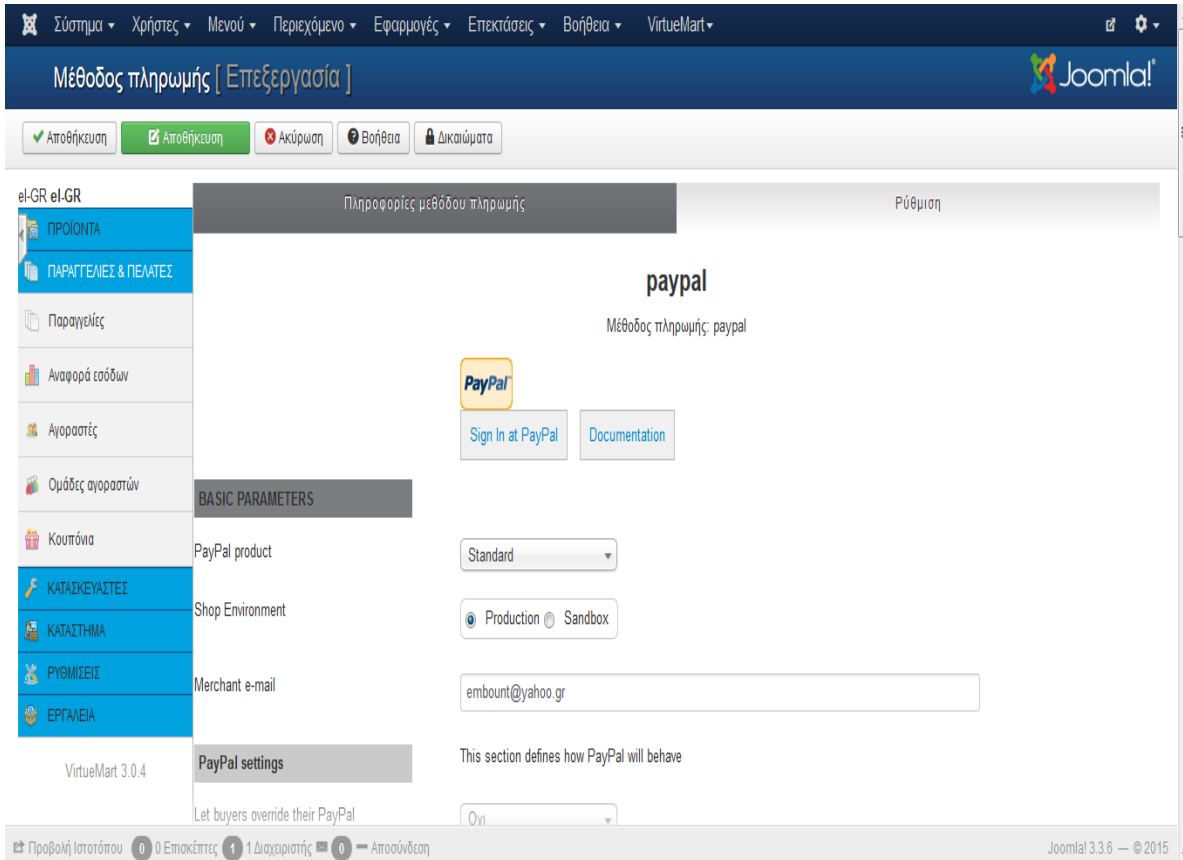 Σύστημα Χρήστες Μενού Περιεχόμενο Εφαρμογές Επεκτάσεις Βοήθεια VirtueMart
Μέθοδος πληρωμής [ Επεξεργασία ]
Joomla!
Αποθήκευση Αποθήκευση Ακύρωση Βοήθεια Δικαιώματα
el-GR el-GR
Πληροφορίες μεθόδου πληρωμής Ρύθμιση
ΠΡΟΪΟΝΤΑ
ΠΑΡΑΓΓΕΛΙΕΣ & ΠΕΛΑΤΕΣ
Παραγγελίες
Αναφορά εσόδων
Αγοραστές
Ομάδες αγοραστών
Κουπόνια
ΚΑΤΑΣΚΕΥΑΣΤΕΣ
ΚΑΤΑΣΤΗΜΑ
ΡΥΘΜΙΣΕΙΣ
ΕΡΓΑΛΕΙΑ
VirtueMart 3.0.4
paypal
Μέθοδος πληρωμής: paypal
PayPal
Sign In at PayPal Documentation
BASIC PARAMETERS
PayPal product Standard
Shop Environment Production Sandbox
Merchant e-mail embount@yahoo.gr
PayPal settings This section defines how PayPal will behave
Let buyers override their PayPal Οχι
Προβολή Ιστοτόπου 0 0 Επισκέπτες 1 1 Διαχειριστής 0 Αποσύνδεση
Joomla! 3.3.6 — © 2015